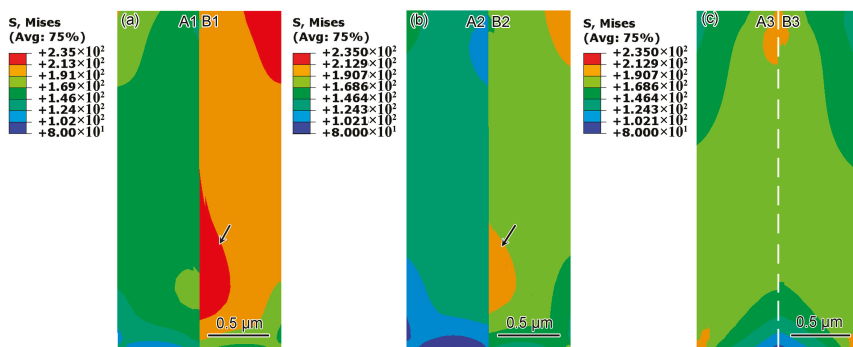 S, Mises
(Avg: 75%)
+2.35×10²
+2.13×10²
+1.91×10²
+1.69×10²
+1.46×10²
+1.24×10²
+1.02×10²
+8.00×10¹
(a)
A1 B1
0.5 μm
S, Mises
(Avg: 75%)
+2.350×10²
+2.129×10²
+1.907×10²
+1.686×10²
+1.464×10²
+1.243×10²
+1.021×10²
+8.000×10¹
(b)
A2 B2
0.5 μm
S, Mises
(Avg: 75%)
+2.350×10²
+2.129×10²
+1.907×10²
+1.686×10²
+1.464×10²
+1.243×10²
+1.021×10²
+8.000×10¹
(c)
A3 B3
0.5 μm